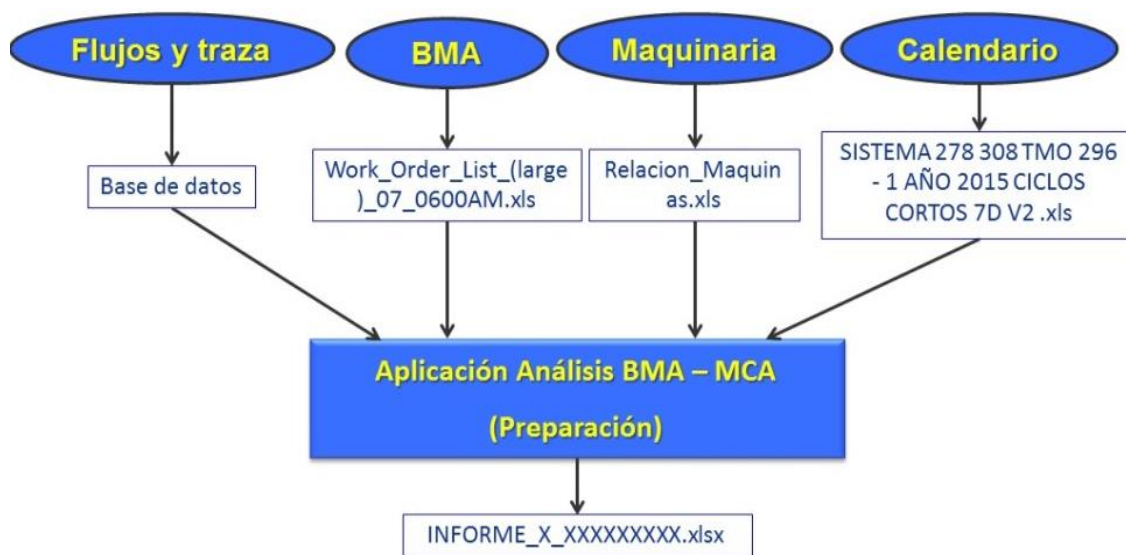 Flujos y traza
BMA
Maquinaria
Calendario
Base de datos
Work_Order_List_(large
)_07_0600AM.xls
Relacion_Maquin
as.xls
SISTEMA 278 308 TMO 296
- 1 AÑO 2015 CICLOS
CORTOS 7D V2 .xls
Aplicación Análisis BMA – MCA
(Preparación)
INFORME_X_XXXXXXXXX.xlsx